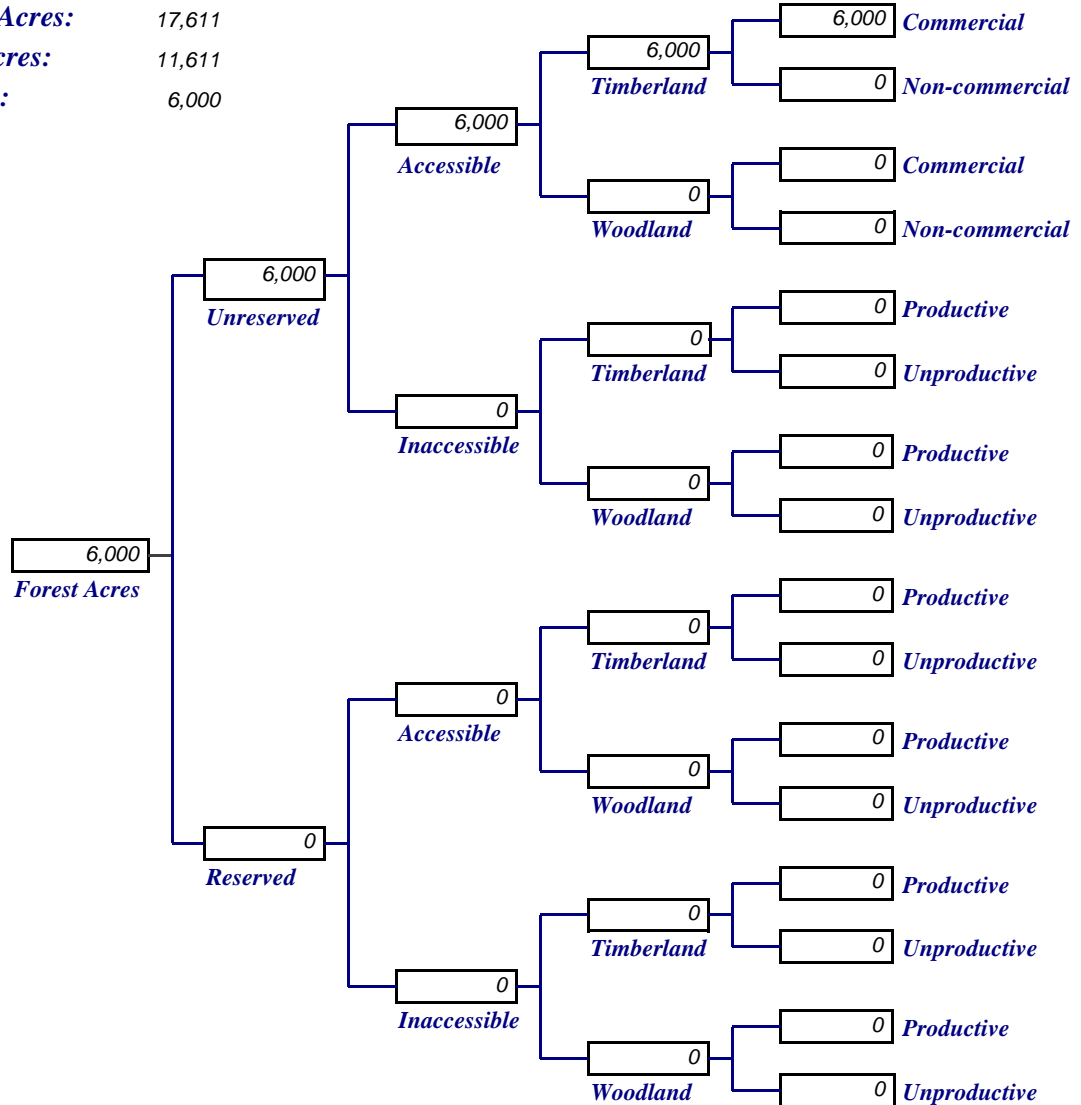 Acres: 17,611
cres: 11,611
: 6,000
6,000 Commercial
6,000
Timberland
0 Non-commercial
6,000
Accessible
0 Commercial
0
Woodland
0 Non-commercial
6,000
Unreserved
0 Productive
0
Timberland
0 Unproductive
0
Inaccessible
0 Productive
0
Woodland
0 Unproductive
6,000
Forest Acres
0 Productive
0
Timberland
0 Unproductive
0
Accessible
0 Productive
0
Woodland
0 Unproductive
0
Reserved
0 Productive
0
Timberland
0 Unproductive
0
Inaccessible
0 Productive
0
Woodland
0 Unproductive